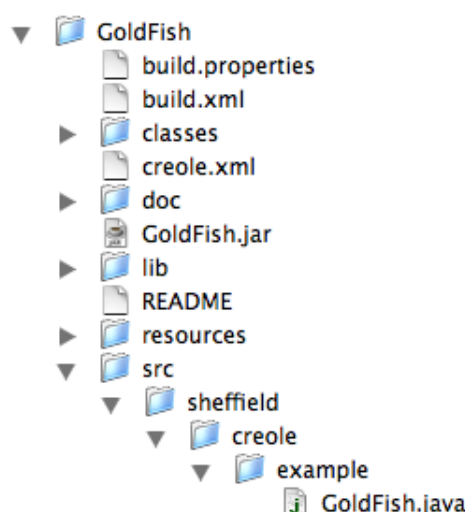 GoldFish
build.properties
build.xml
classes
creole.xml
doc
GoldFish.jar
lib
README
resources
src
sheffield
creole
example
GoldFish.java